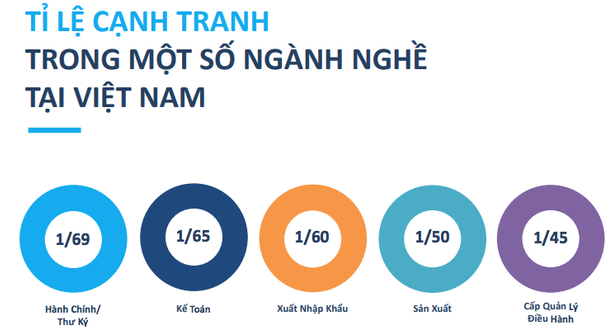 TỈ LỆ CẠNH TRANH
TRONG MỘT SỐ NGÀNH NGHỀ
TẠI VIỆT NAM
1/69
1/65
1/60
1/50
1/45
Hành Chính/
Thư Ký
Kế Toán
Xuất Nhập Khẩu
Sản Xuất
Cấp Quản Lý
Điều Hành